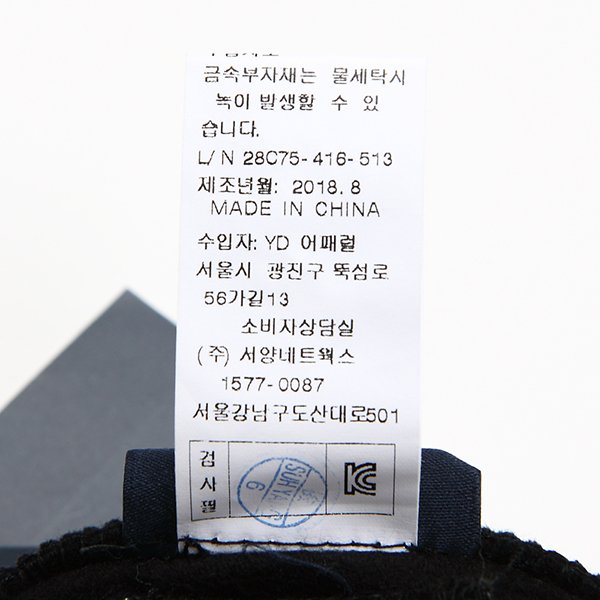 금속부자재는 물세탁시
녹이 발생할 수 있
습니다.
L/N 28C75-416-513
제조년월: 2018. 8
MADE IN CHINA
수입자: YD 어패럴
서울시 광진구 뚝섬로
56가길13
소비자상담실
(주) 서양네트웍스
1577-0087
서울강남구도산대로501
검사필
6